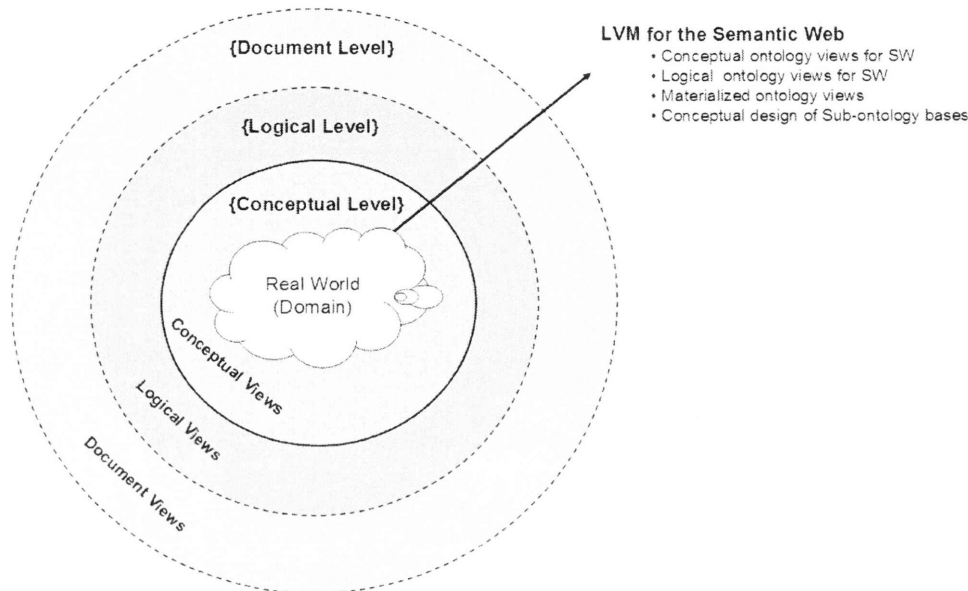 {Document Level}
{Logical Level}
{Conceptual Level}
Real World
(Domain)
Conceptual Views
Logical Views
Document Views
LVM for the Semantic Web
• Conceptual ontology views for SW
• Logical ontology views for SW
• Materialized ontology views
• Conceptual design of Sub-ontology bases